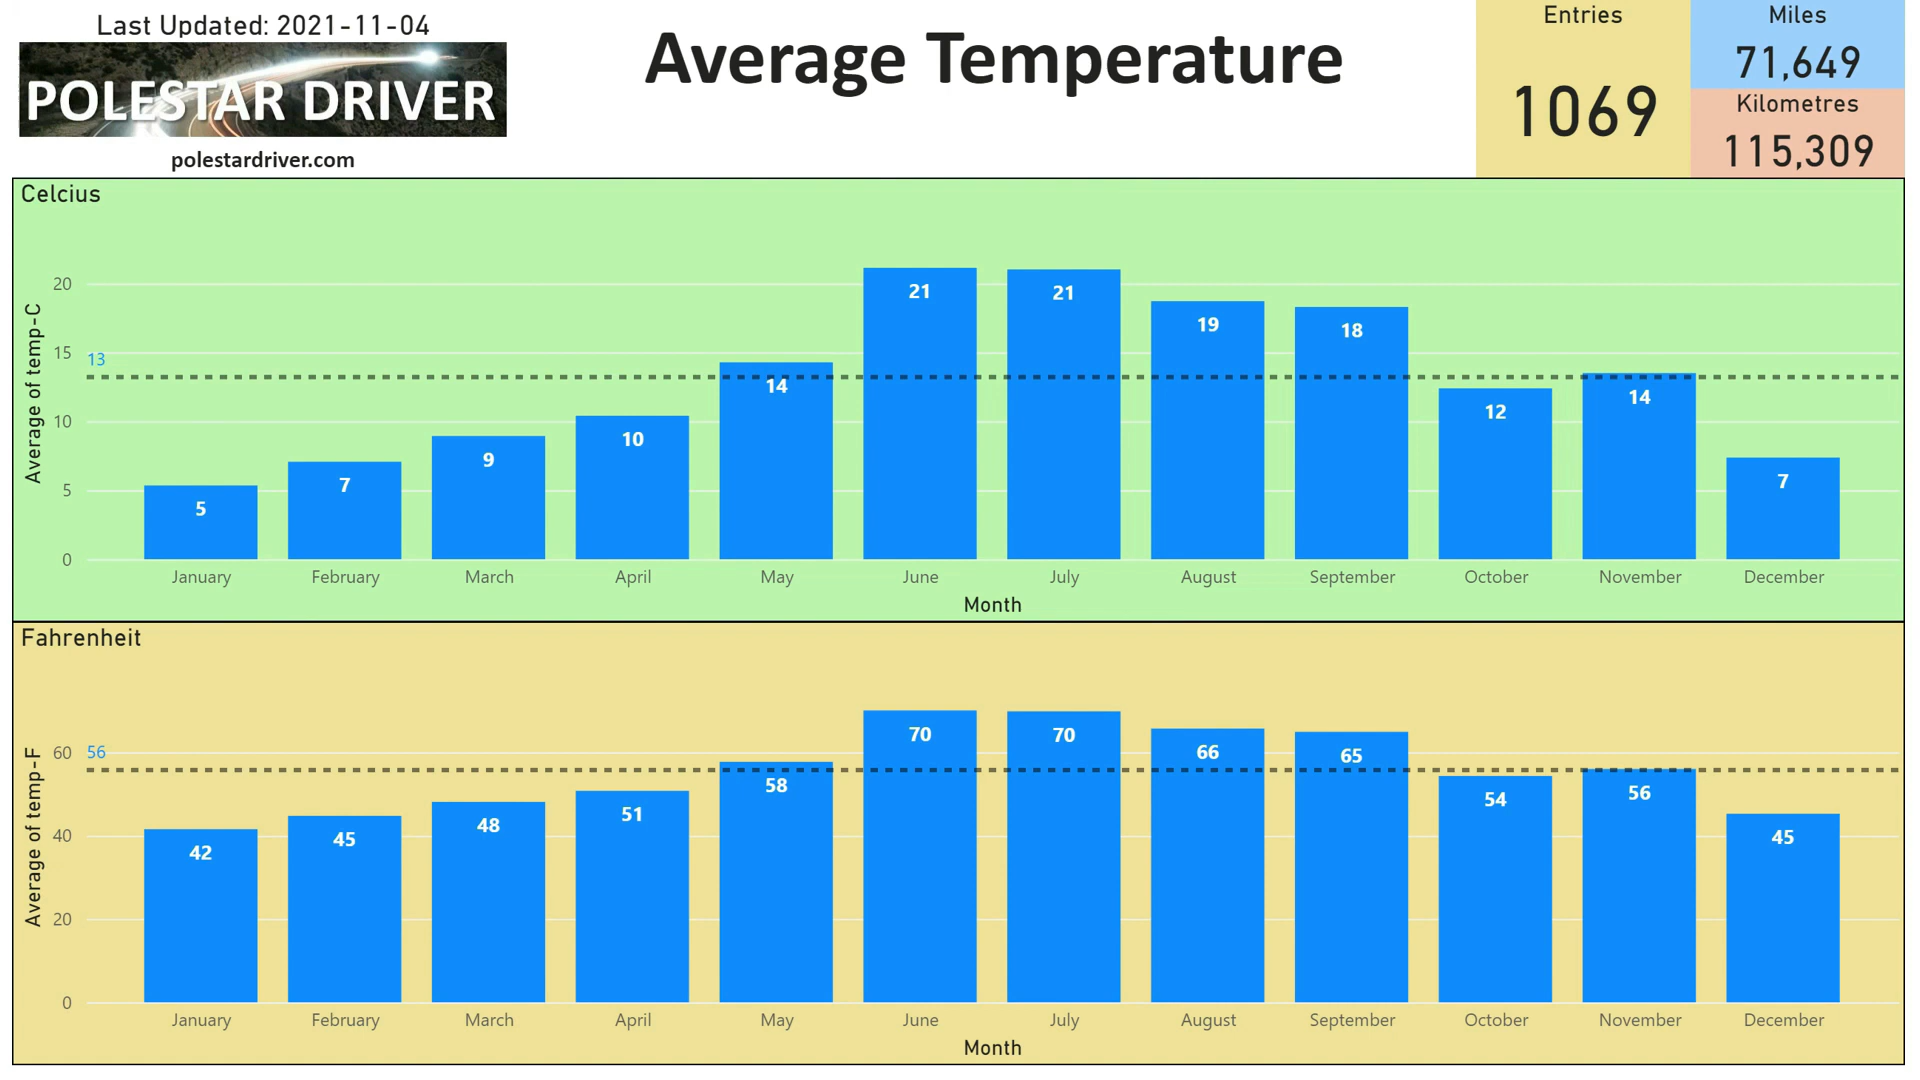 Last Updated: 2021-11-04
POLESTAR DRIVER
polestardriver.com
Average Temperature
Entries
1069
Miles
71,649
Kilometres
115,309
Celcius
Average of temp-C
20
15
10
5
0
13
5
7
9
10
14
21
21
19
18
12
14
7
January February March April May June July August September October November December
Month
Fahrenheit
Average of temp-F
60
40
20
0
56
42
45
48
51
58
70
70
66
65
54
56
45
January February March April May June July August September October November December
Month